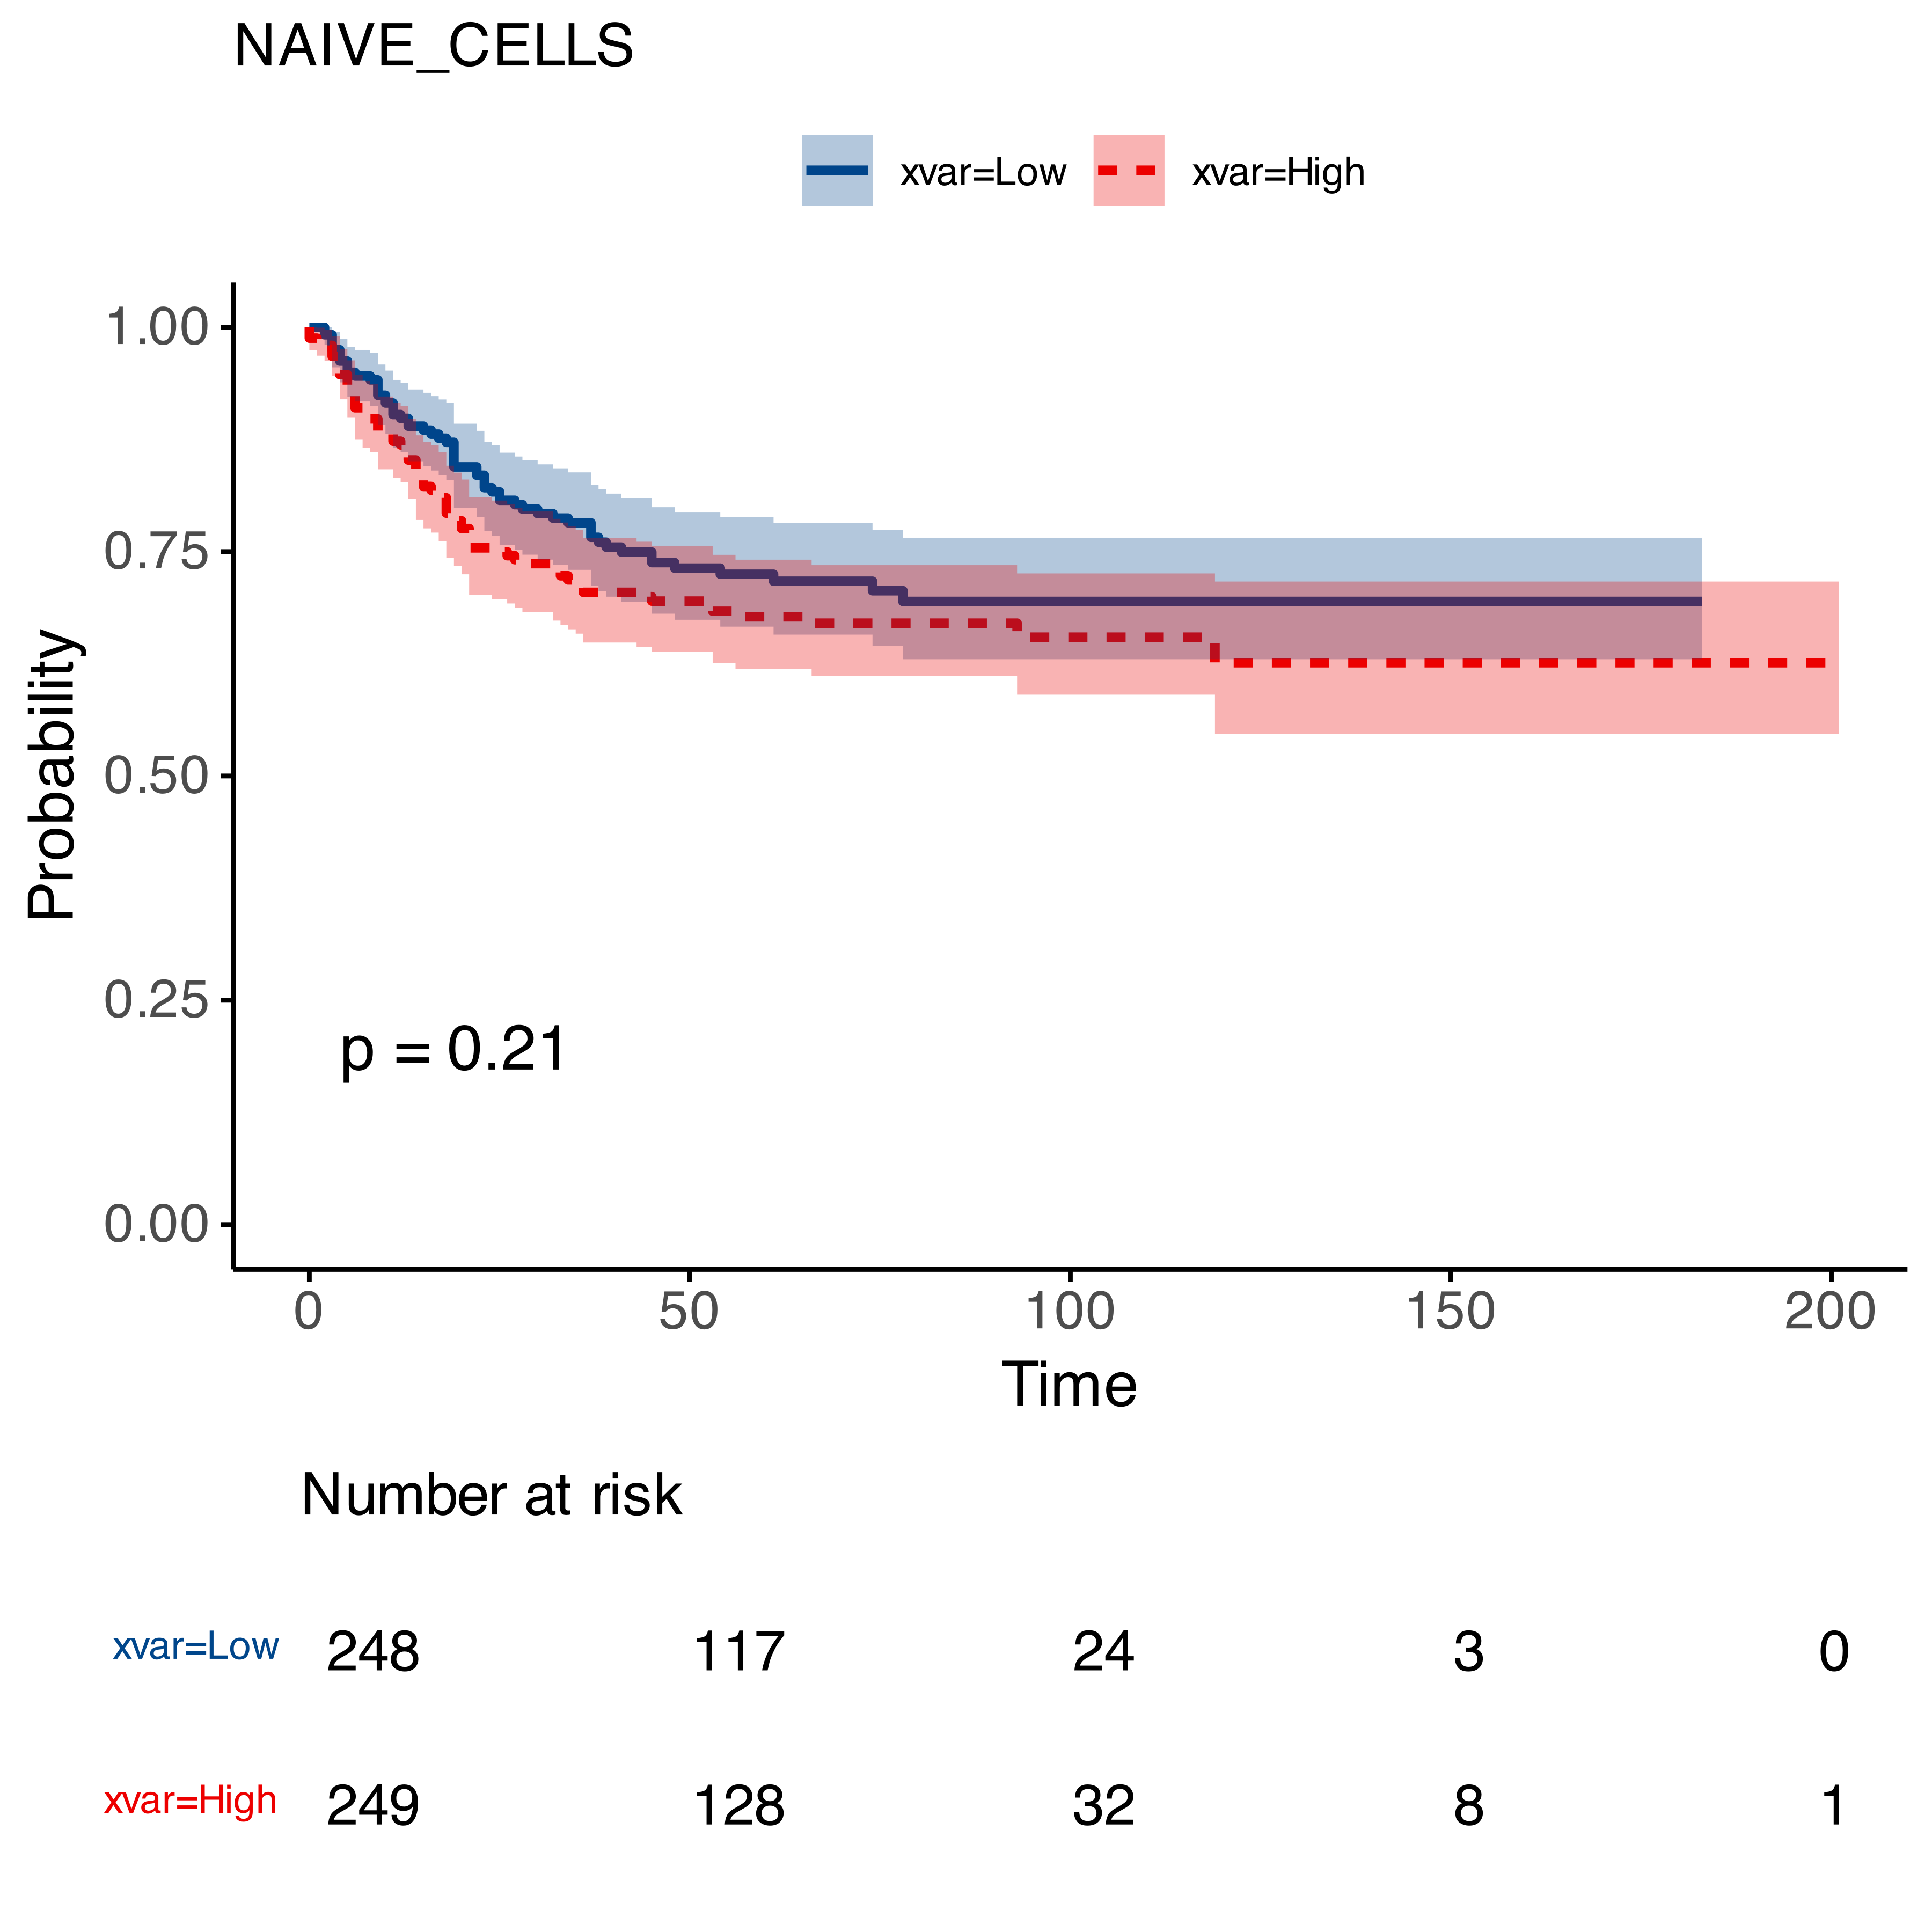 NAIVE_CELLS
xvar=Low xvar=High
1.00
0.75
0.50
0.25
0.00
Probability
p = 0.21
0 50 100 150 200
Time
Number at risk
xvar=Low 248 117 24 3 0
xvar=High 249 128 32 8 1